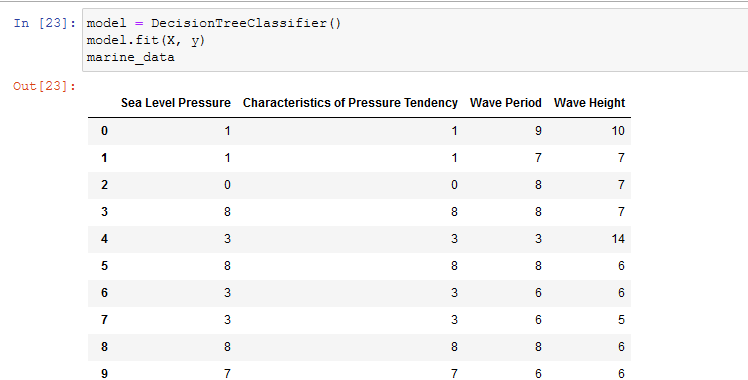 In [23]: model = DecisionTreeClassifier()
model.fit(X, y)
marine_data
Out[23]:
Sea Level Pressure Characteristics of Pressure Tendency Wave Period Wave Height
0 1 1 9 10
1 1 1 7 7
2 0 0 8 7
3 8 8 8 7
4 3 3 3 14
5 8 8 8 6
6 3 3 6 6
7 3 3 6 5
8 8 8 8 6
9 7 7 6 6